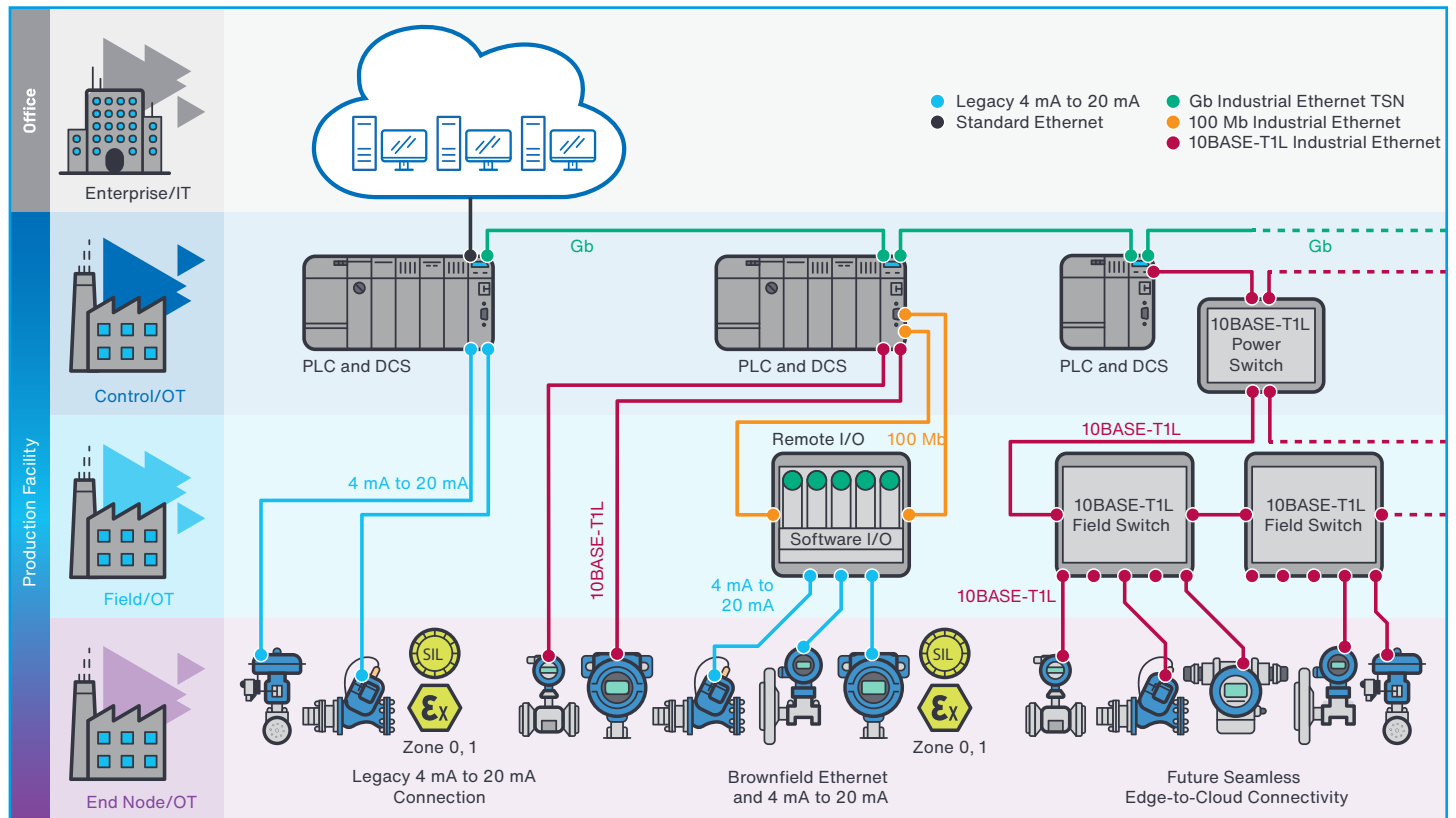 Office
Enterprise/IT
Legacy 4 mA to 20 mA
Standard Ethernet
Gb Industrial Ethernet TSN
100 Mb Industrial Ethernet
10BASE-T1L Industrial Ethernet
Production Facility
Control/OT
Gb
Gb
PLC and DCS
PLC and DCS
PLC and DCS
10BASE-T1L
Power
Switch
Field/OT
4 mA to 20 mA
10BASE-T1L
Remote I/O
100 Mb
Software I/O
4 mA to
20 mA
10BASE-T1L
10BASE-T1L
Field Switch
10BASE-T1L
Field Switch
10BASE-T1L
End Node/OT
SIL
εx
Zone 0, 1
SIL
εx
Zone 0, 1
Legacy 4 mA to 20 mA
Connection
Brownfield Ethernet
and 4 mA to 20 mA
Future Seamless
Edge-to-Cloud Connectivity